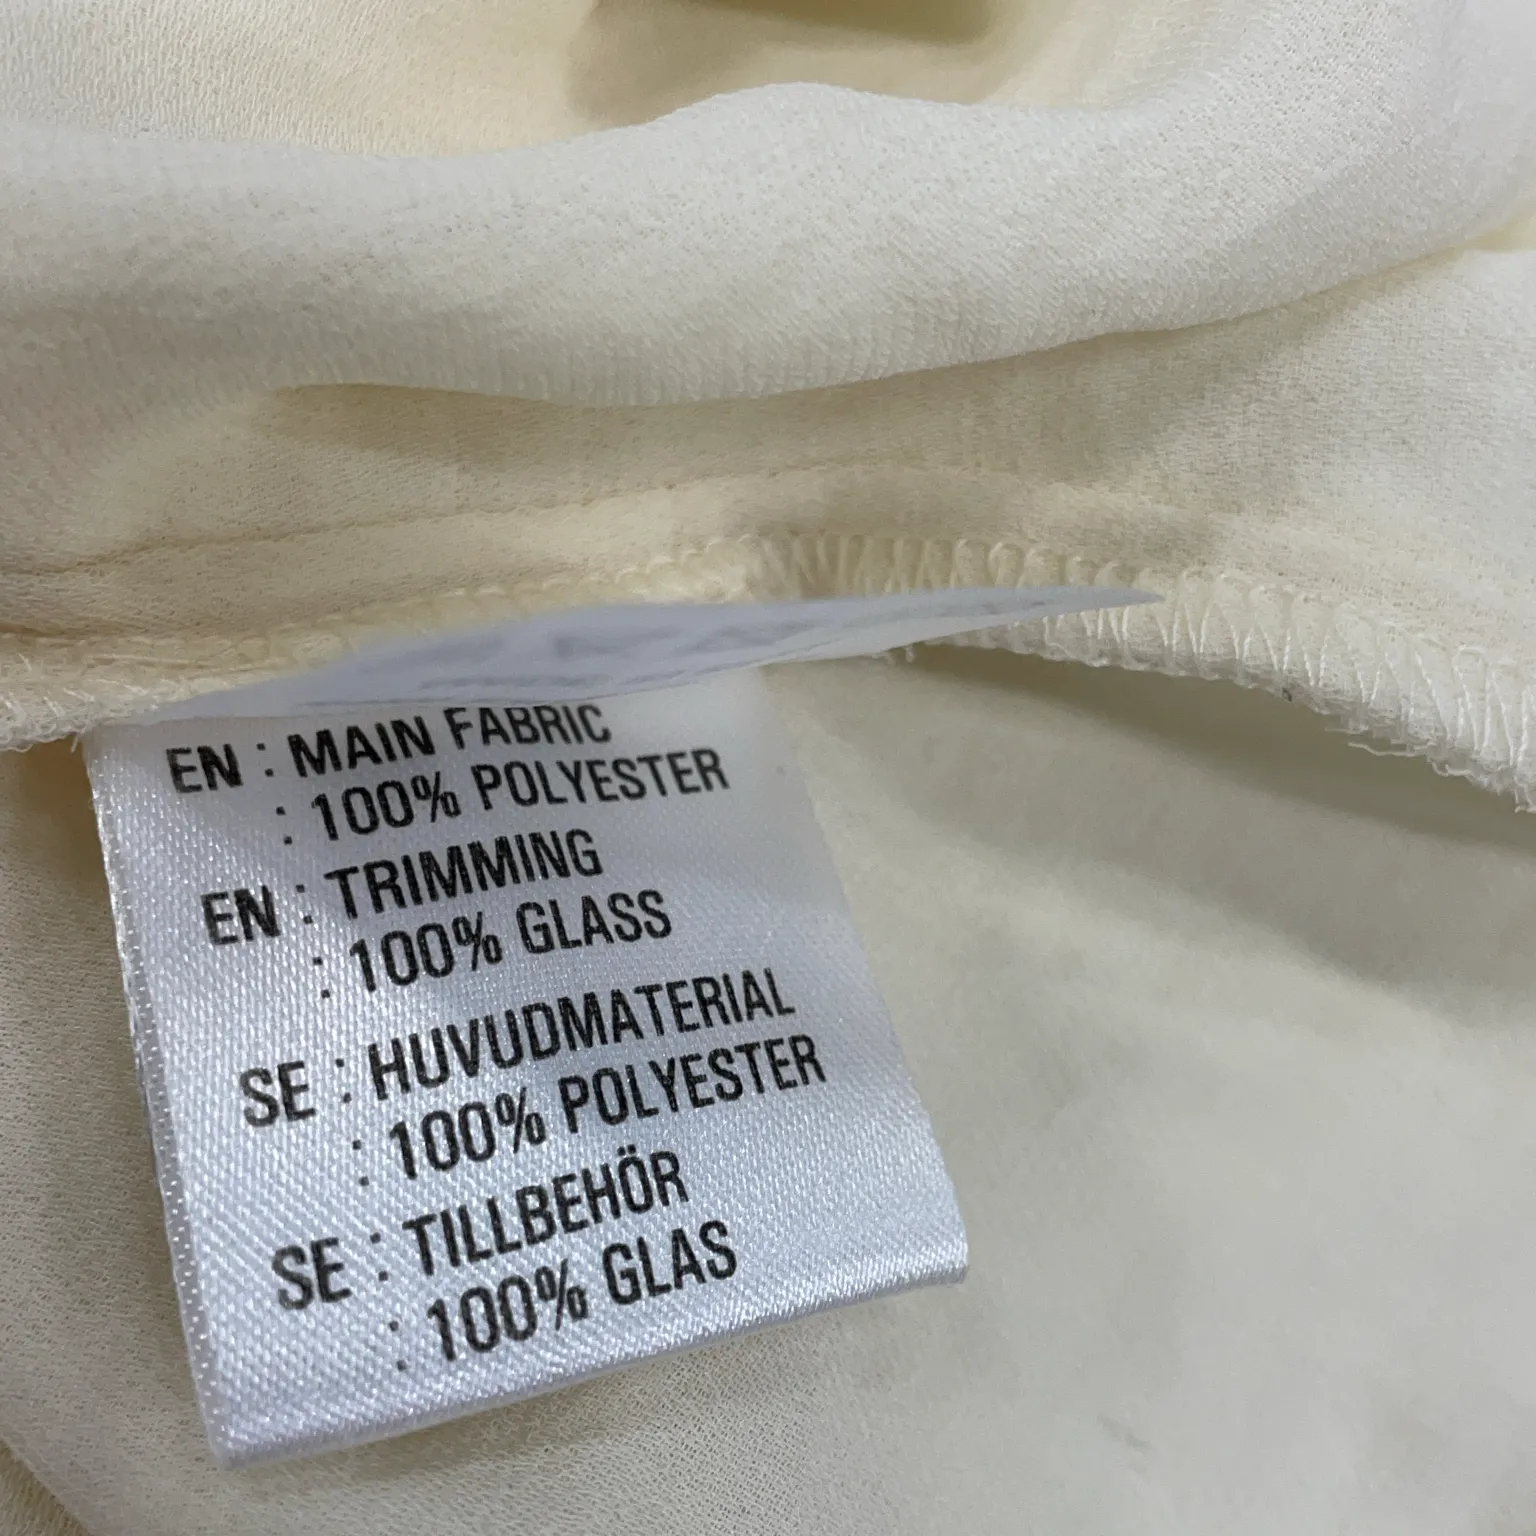 EN : MAIN FABRIC
: 100% POLYESTER
EN : TRIMMING
: 100% GLASS
SE : HUVUDMATERIAL
: 100% POLYESTER
SE : TILLBEHÖR
: 100% GLAS